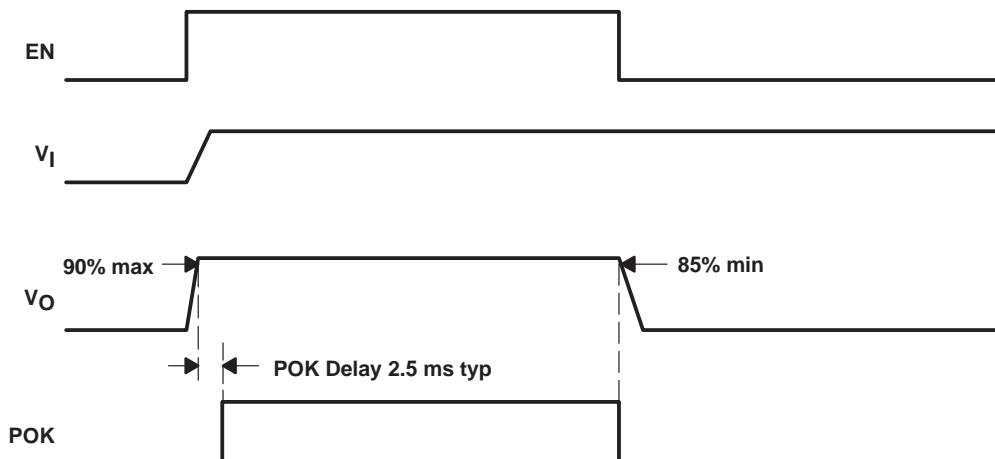 EN
VI
90% max
85% min
VO
POK Delay 2.5 ms typ
POK